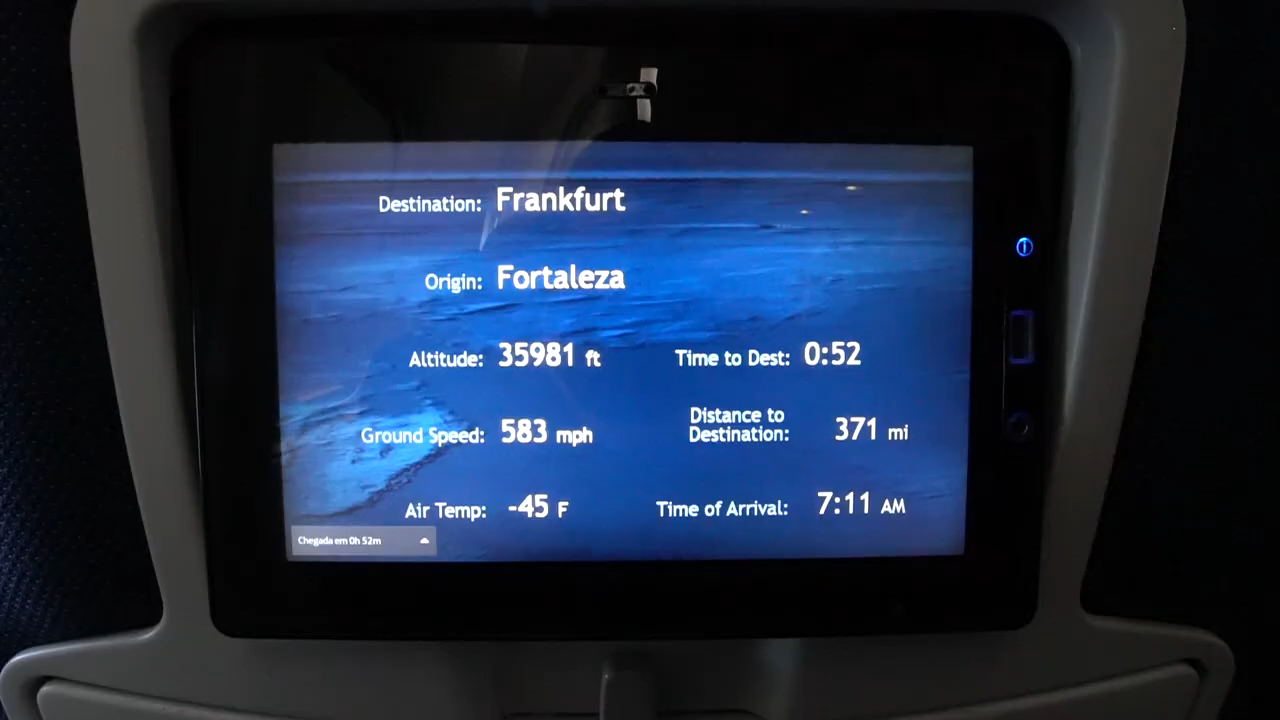 Destination: Frankfurt
Origin: Fortaleza
Altitude: 35981 ft
Time to Dest: 0:52
Ground Speed: 583 mph
Distance to
Destination: 371 mi
Air Temp: -45 F
Time of Arrival: 7:11 AM
Chegada em 0h 52m